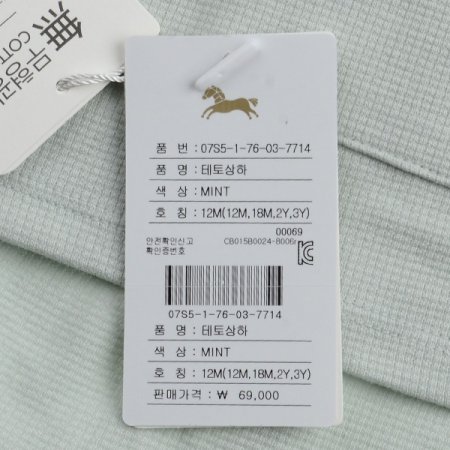 無
COTT
품 번 : 07S5-1-76-03-7714
품 명 : 테토상하
색 상 : MINT
호 칭 : 12M(12M,18M,2Y,3Y)
00069
안전확인신고 CB015B0024-8006
확인증번호
07S5-1-76-03-7714
품 명 : 테토상하
색 상 : MINT
호 칭 : 12M(12M,18M,2Y,3Y)
판매가격 : ₩ 69,000